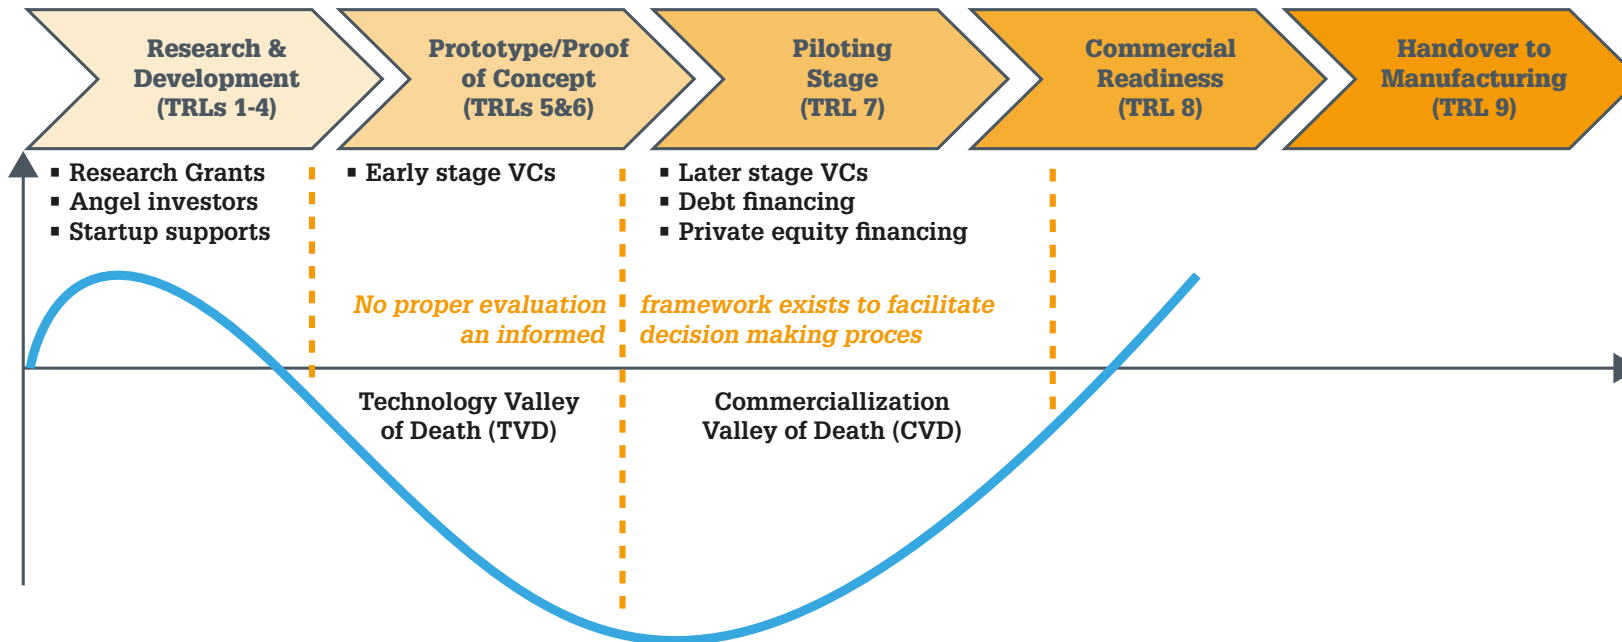 Research &
Development
(TRLs 1-4)
Prototype/Proof
of Concept
(TRLs 5&6)
Piloting
Stage
(TRL 7)
Commercial
Readiness
(TRL 8)
Handover to
Manufacturing
(TRL 9)
▪ Research Grants
▪ Angel investors
▪ Startup supports
▪ Early stage VCs
▪ Later stage VCs
▪ Debt financing
▪ Private equity financing
No proper evaluation framework exists to facilitate
an informed decision making proces
Technology Valley
of Death (TVD)
Commerciallization
Valley of Death (CVD)